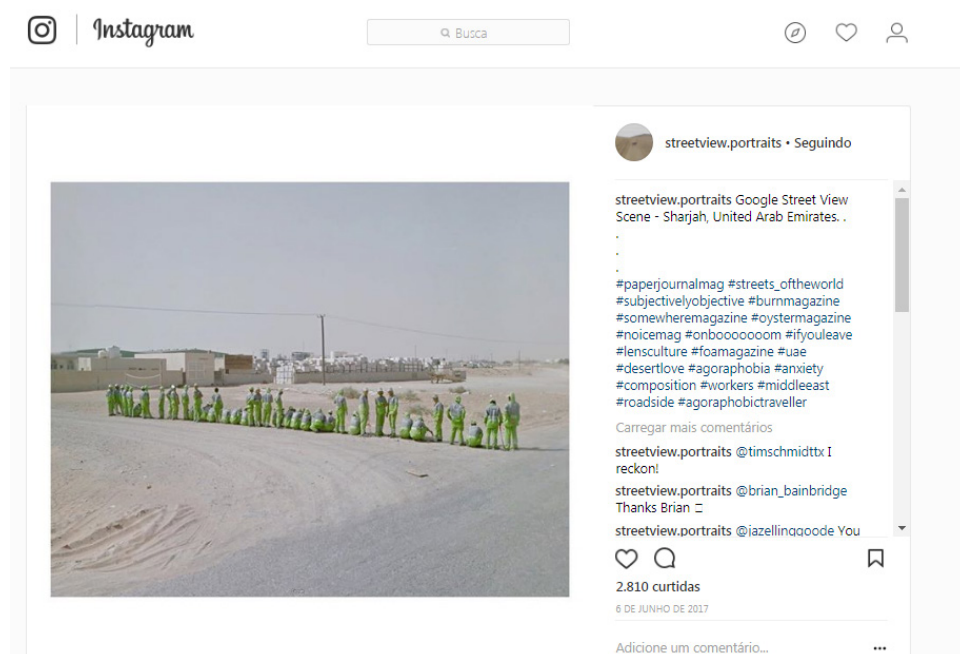 Instagram
Busca
streetview.portraits • Seguindo
streetview.portraits Google Street View
Scene - Sharjah, United Arab Emirates. .
.
.
.
#paperjournalmag #streets_oftheworld
#subjectivelyobjective #burnmagazine
#somewheremagazine #oystermagazine
#noicemag #onbooooooom #ifyouleave
#lensculture #foamagazine #uae
#desertlove #agoraphobia #anxiety
#composition #workers #middleeast
#roadside #agoraphobictraveller
Carregar mais comentários
streetview.portraits @timschmidttx I
reckon!
streetview.portraits @brian_bainbridge
Thanks Brian □
streetview.portraits @jazellinggoode You
2.810 curtidas
6 DE JUNHO DE 2017
Adicione um comentário...